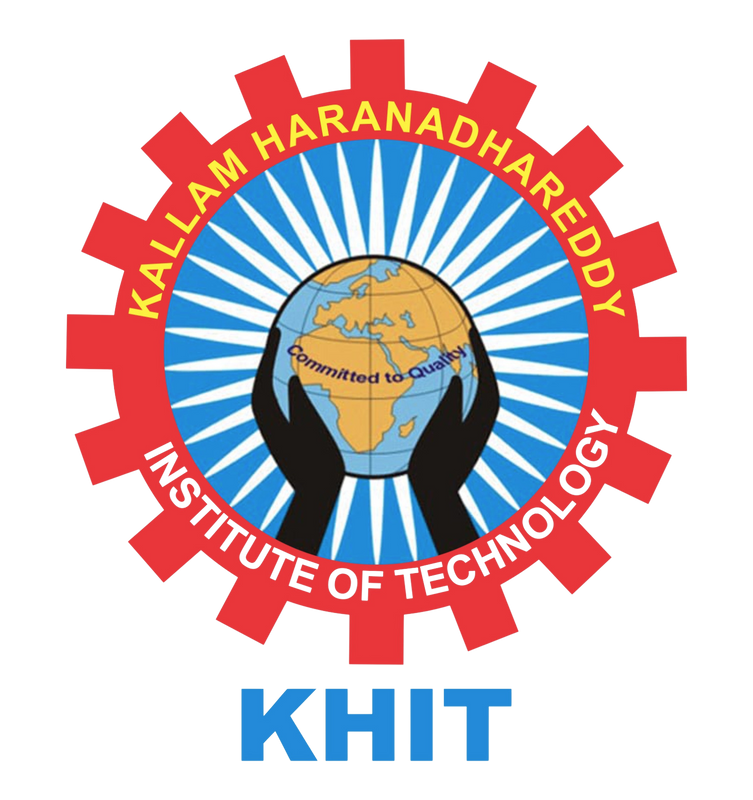 KALLAM HARANADHAREDDY
Committed to Quality
INSTITUTE OF TECHNOLOGY
KHIT